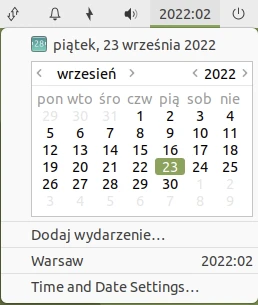 2022:02
piątek, 23 września 2022
wrzesień 2022
pon wto śro czw pią sob nie
29 30 31 1 2 3 4
5 6 7 8 9 10 11
12 13 14 15 16 17 18
19 20 21 22 23 24 25
26 27 28 29 30 1 2
3 4 5 6 7 8 9
Dodaj wydarzenie…
Warsaw 2022:02
Time and Date Settings…